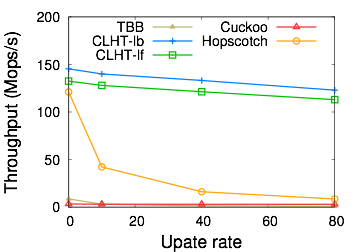 200
150
100
50
0
Throughput (Mops/s)
TBB
CLHT-lb
CLHT-lf
Cuckoo
Hopscotch
0 20 40 60 80
Upate rate